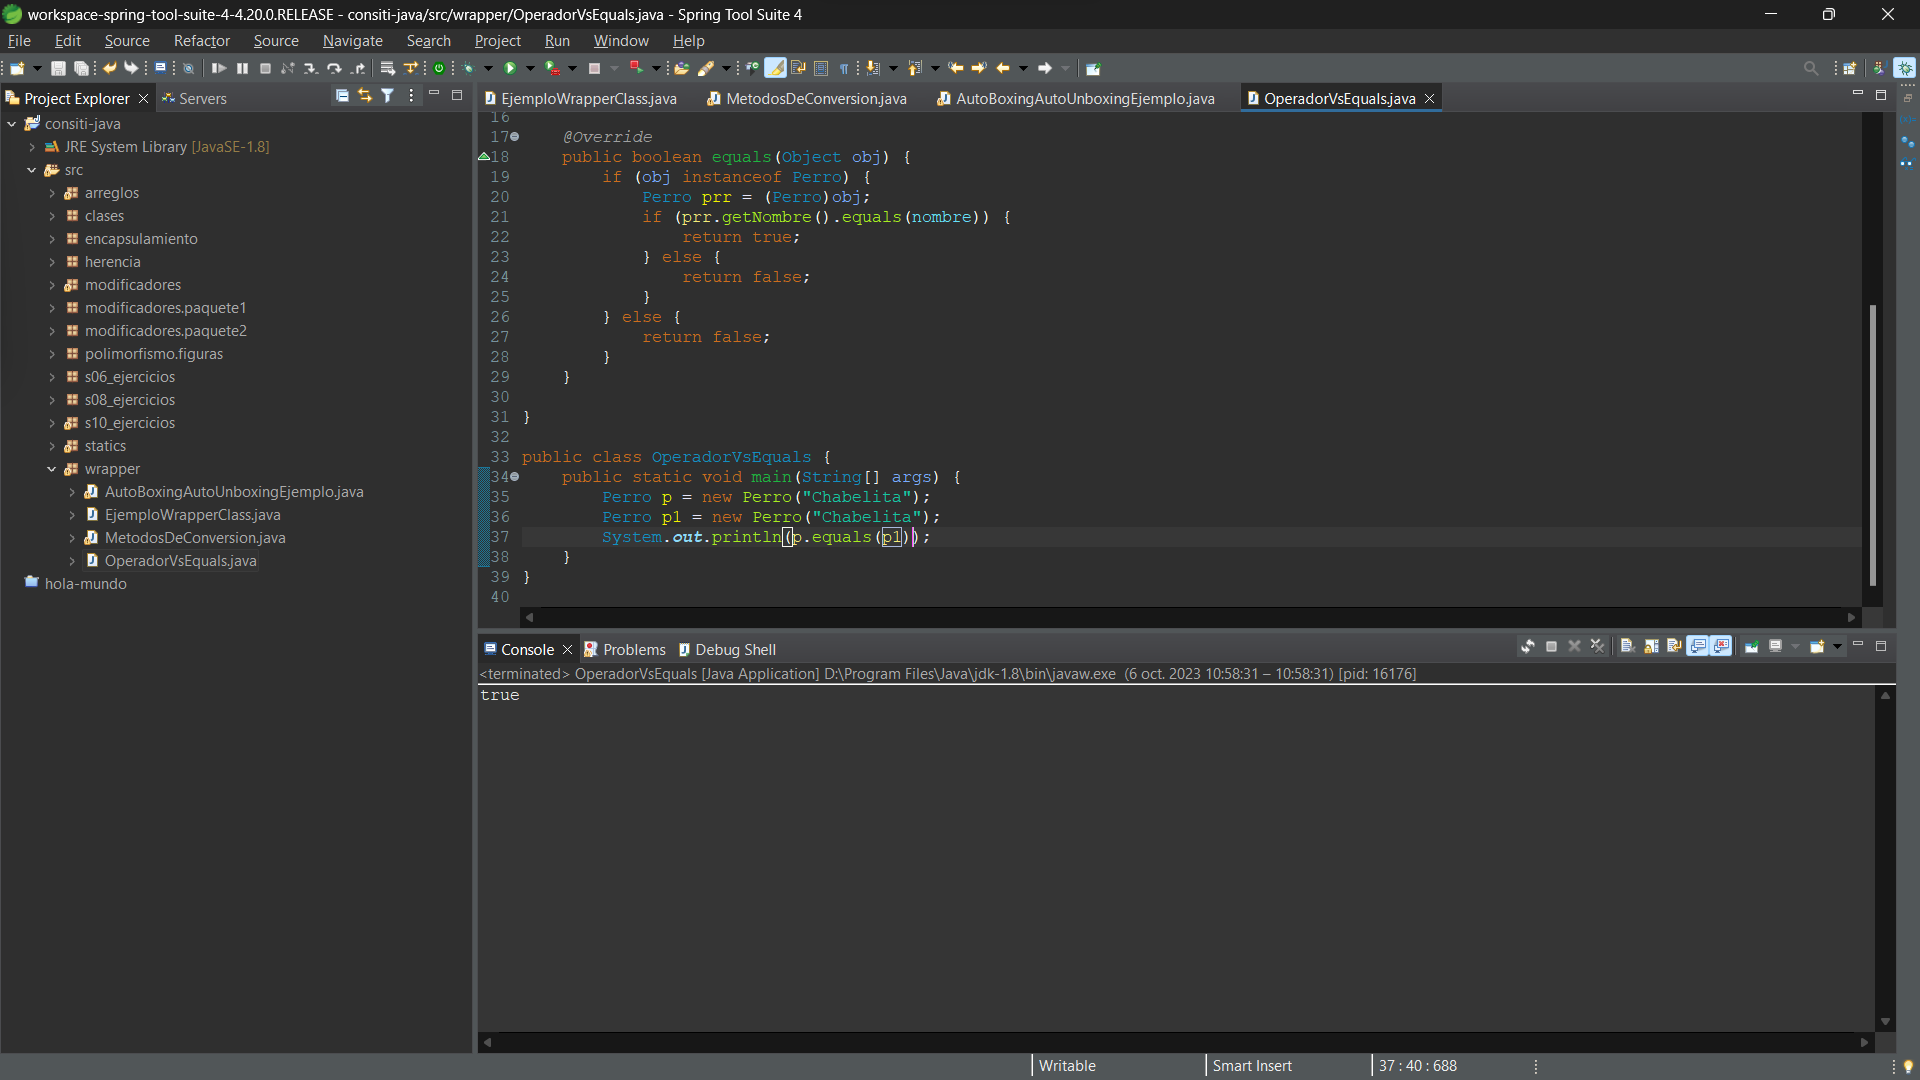 workspace-spring-tool-suite-4-4.20.0.RELEASE - consiti-java/src/wrapper/OperadorVsEquals.java - Spring Tool Suite 4
File Edit Source Refactor Source Navigate Search Project Run Window Help
Project Explorer Servers
consiti-java
JRE System Library [JavaSE-1.8]
src
arreglos
clases
encapsulamiento
herencia
modificadores
modificadores.paquete1
modificadores.paquete2
polimorfismo.figuras
s06_ejercicios
s08_ejercicios
s10_ejercicios
statics
wrapper
AutoBoxingAutoUnboxingEjemplo.java
EjemploWrapperClass.java
MetodosDeConversion.java
OperadorVsEquals.java
hola-mundo
EjemploWrapperClass.java MetodosDeConversion.java AutoBoxingAutoUnboxingEjemplo.java OperadorVsEquals.java
16
17 @Override
18 public boolean equals(Object obj) {
19 if (obj instanceof Perro) {
20 Perro prr = (Perro)obj;
21 if (prr.getNombre().equals(nombre)) {
22 return true;
23 } else {
24 return false;
25 }
26 } else {
27 return false;
28 }
29 }
30
31 }
32
33 public class OperadorVsEquals {
34 public static void main(String[] args) {
35 Perro p = new Perro("Chabelita");
36 Perro p1 = new Perro("Chabelita");
37 System.out.println(p.equals(p1));
38 }
39 }
40
Console Problems Debug Shell
<terminated> OperadorVsEquals [Java Application] D:\Program Files\Java\jdk-1.8\bin\javaw.exe (6 oct. 2023 10:58:31 – 10:58:31) [pid: 16176]
true
Writable Smart Insert 37 : 40 : 688